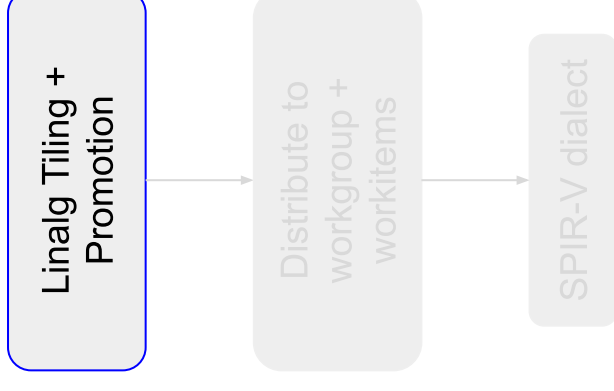 Linalg Tiling +
Promotion
Distribute to
workgroup +
workitems
SPIR-V dialect